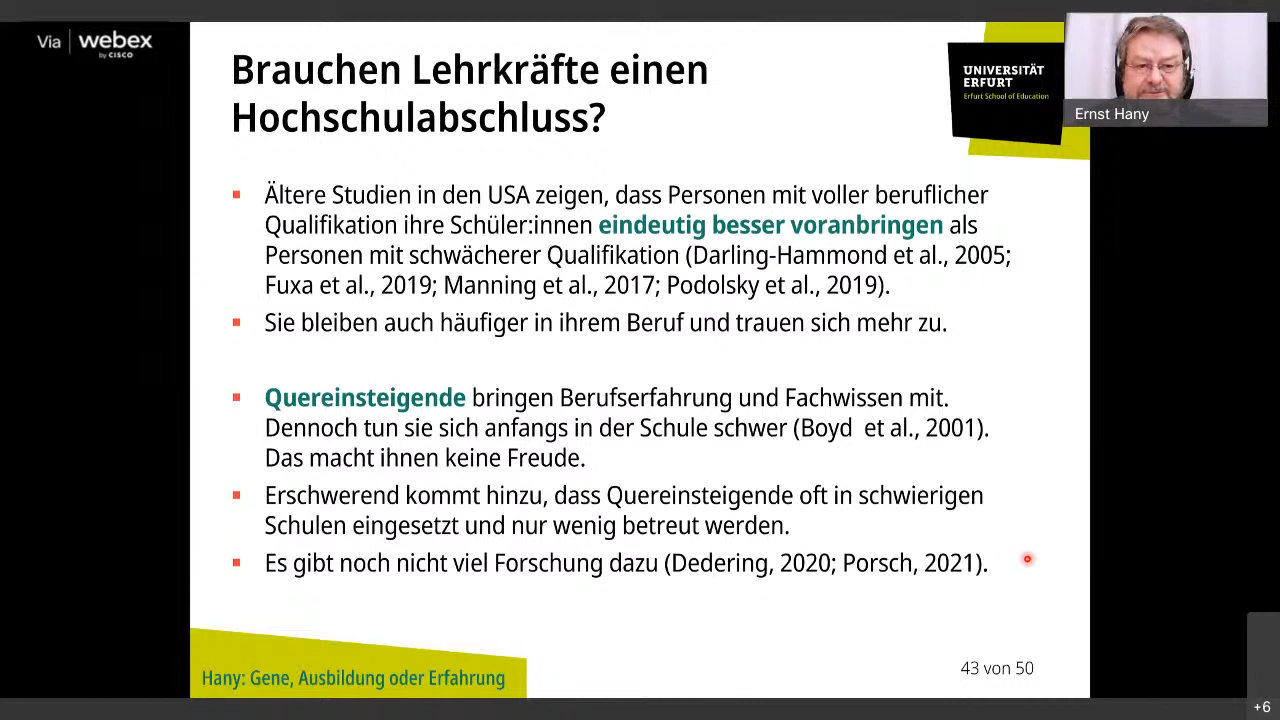 Via webex
by CISCO
Brauchen Lehrkräfte einen
Hochschulabschluss?
UNIVERSITÄT
ERFURT
Erfurt School of Education
Ernst Hany
Ältere Studien in den USA zeigen, dass Personen mit voller beruflicher
Qualifikation ihre Schüler:innen eindeutig besser voranbringen als
Personen mit schwächerer Qualifikation (Darling-Hammond et al., 2005;
Fuxa et al., 2019; Manning et al., 2017; Podolsky et al., 2019).
Sie bleiben auch häufiger in ihrem Beruf und trauen sich mehr zu.
Quereinsteigende bringen Berufserfahrung und Fachwissen mit.
Dennoch tun sie sich anfangs in der Schule schwer (Boyd et al., 2001).
Das macht ihnen keine Freude.
Erschwerend kommt hinzu, dass Quereinsteigende oft in schwierigen
Schulen eingesetzt und nur wenig betreut werden.
Es gibt noch nicht viel Forschung dazu (Dedering, 2020; Porsch, 2021).
Hany: Gene, Ausbildung oder Erfahrung
43 von 50
+6